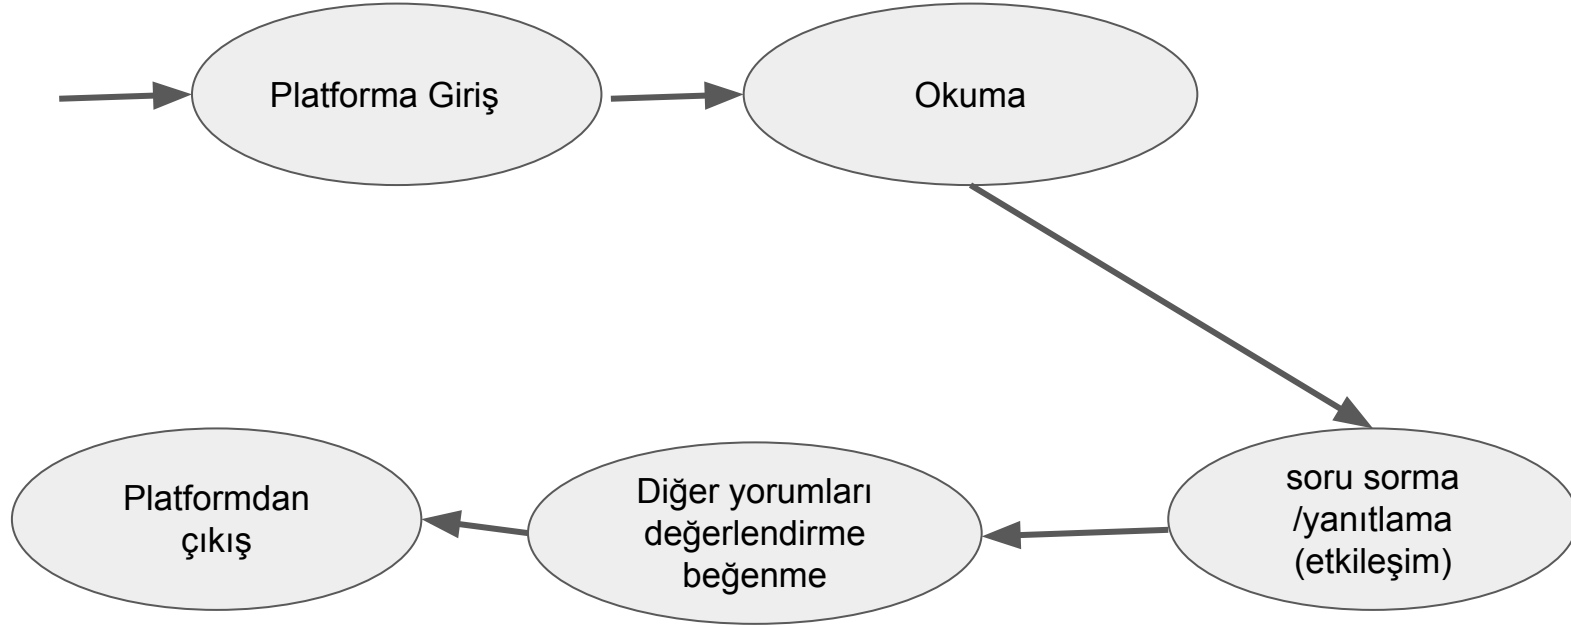 Platforma Giriş
Okuma
soru sorma
/yanıtlama
(etkileşim)
Diğer yorumları
değerlendirme
beğenme
Platformdan
çıkış